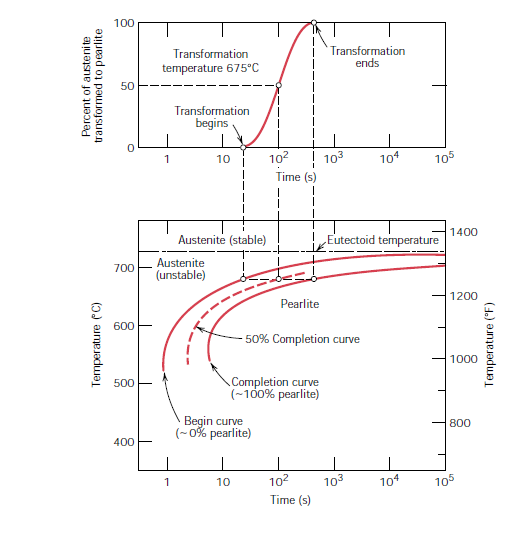 Percent of austenite
transformed to pearlite
100
50
0
Transformation
temperature 675°C
Transformation
ends
Transformation
begins
1
10
10²
10³
10⁴
10⁵
Time (s)
Temperature (°C)
700
600
500
400
Austenite (stable)
Eutectoid temperature
Austenite
(unstable)
Pearlite
50% Completion curve
Completion curve
(~100% pearlite)
Begin curve
(~0% pearlite)
1400
1200
1000
800
Temperature (°F)
1
10
10²
10³
10⁴
10⁵
Time (s)